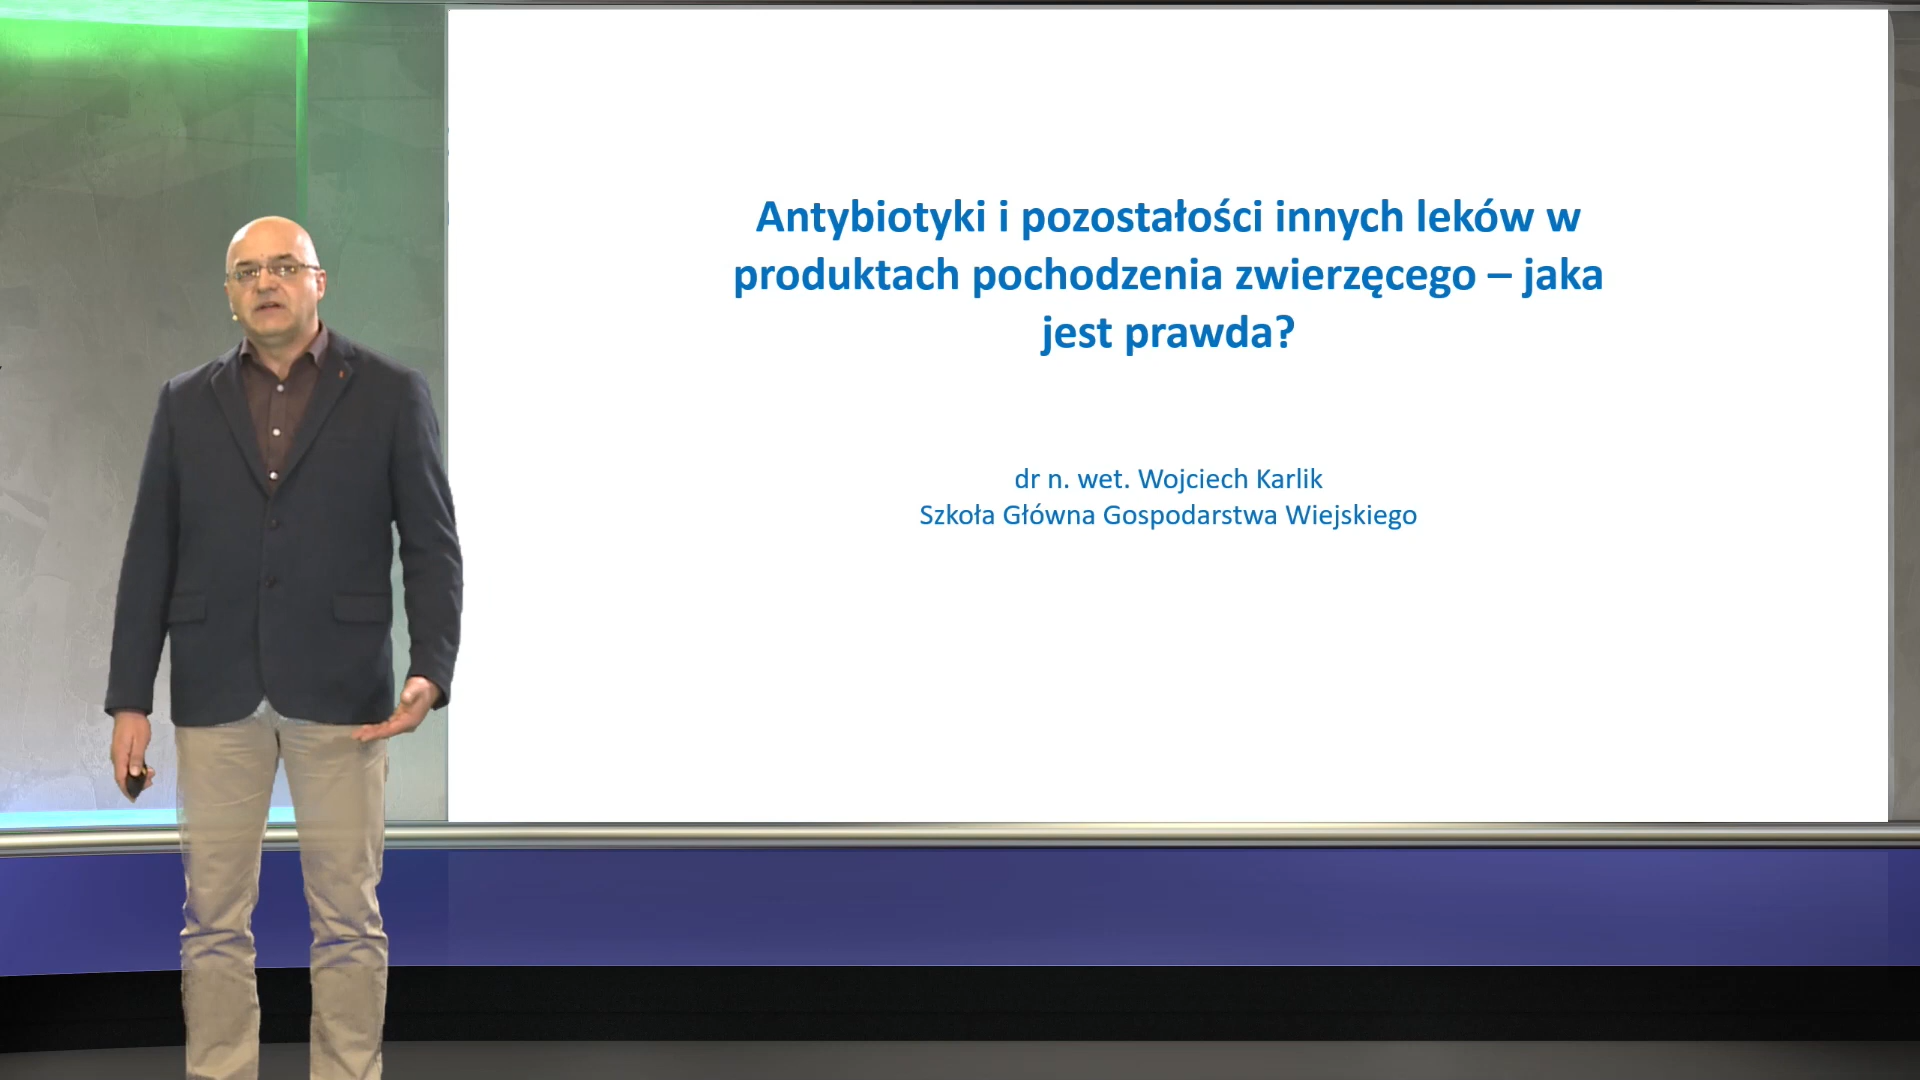 Antybiotyki i pozostałości innych leków w
produktach pochodzenia zwierzęcego – jaka
jest prawda?
dr n. wet. Wojciech Karlik
Szkoła Główna Gospodarstwa Wiejskiego